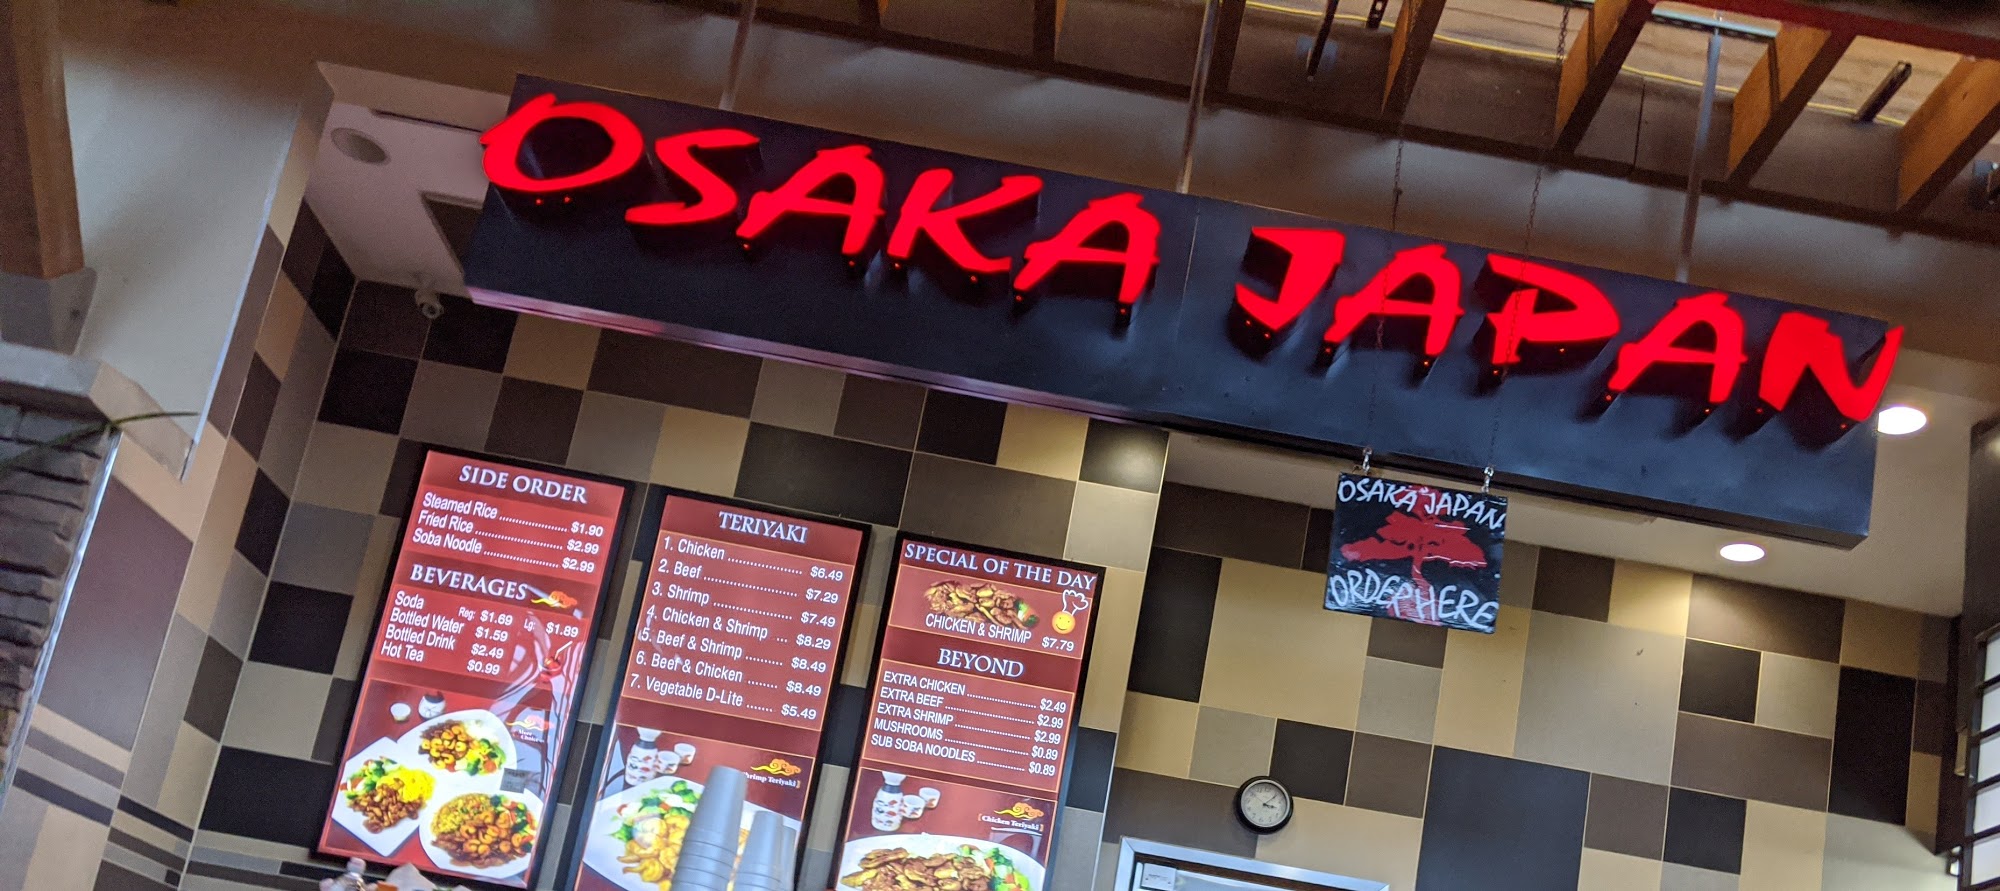 OSAKA JAPAN
OSAKA JAPAN
ORDER HERE
SIDE ORDER
Steamed Rice .................... $1.90
Fried Rice .......................... $2.99
Soba Noodle ...................... $2.99
BEVERAGES
Soda Reg: $1.69 Lg: $1.89
Bottled Water $1.59
Bottled Drink $2.49
Hot Tea $0.99
TERIYAKI
1. Chicken .................... $6.49
2. Beef .......................... $7.29
3. Shrimp ..................... $7.49
4. Chicken & Shrimp ... $8.29
5. Beef & Shrimp .......... $8.49
6. Beef & Chicken ........ $8.49
7. Vegetable D-Lite ....... $5.49
Shrimp Teriyaki
SPECIAL OF THE DAY
CHICKEN & SHRIMP $7.79
BEYOND
EXTRA CHICKEN ...................... $2.49
EXTRA BEEF ............................. $2.99
EXTRA SHRIMP ......................... $2.99
MUSHROOMS ........................... $0.89
SUB SOBA NOODLES ............... $0.89
[Chicken Teriyaki]